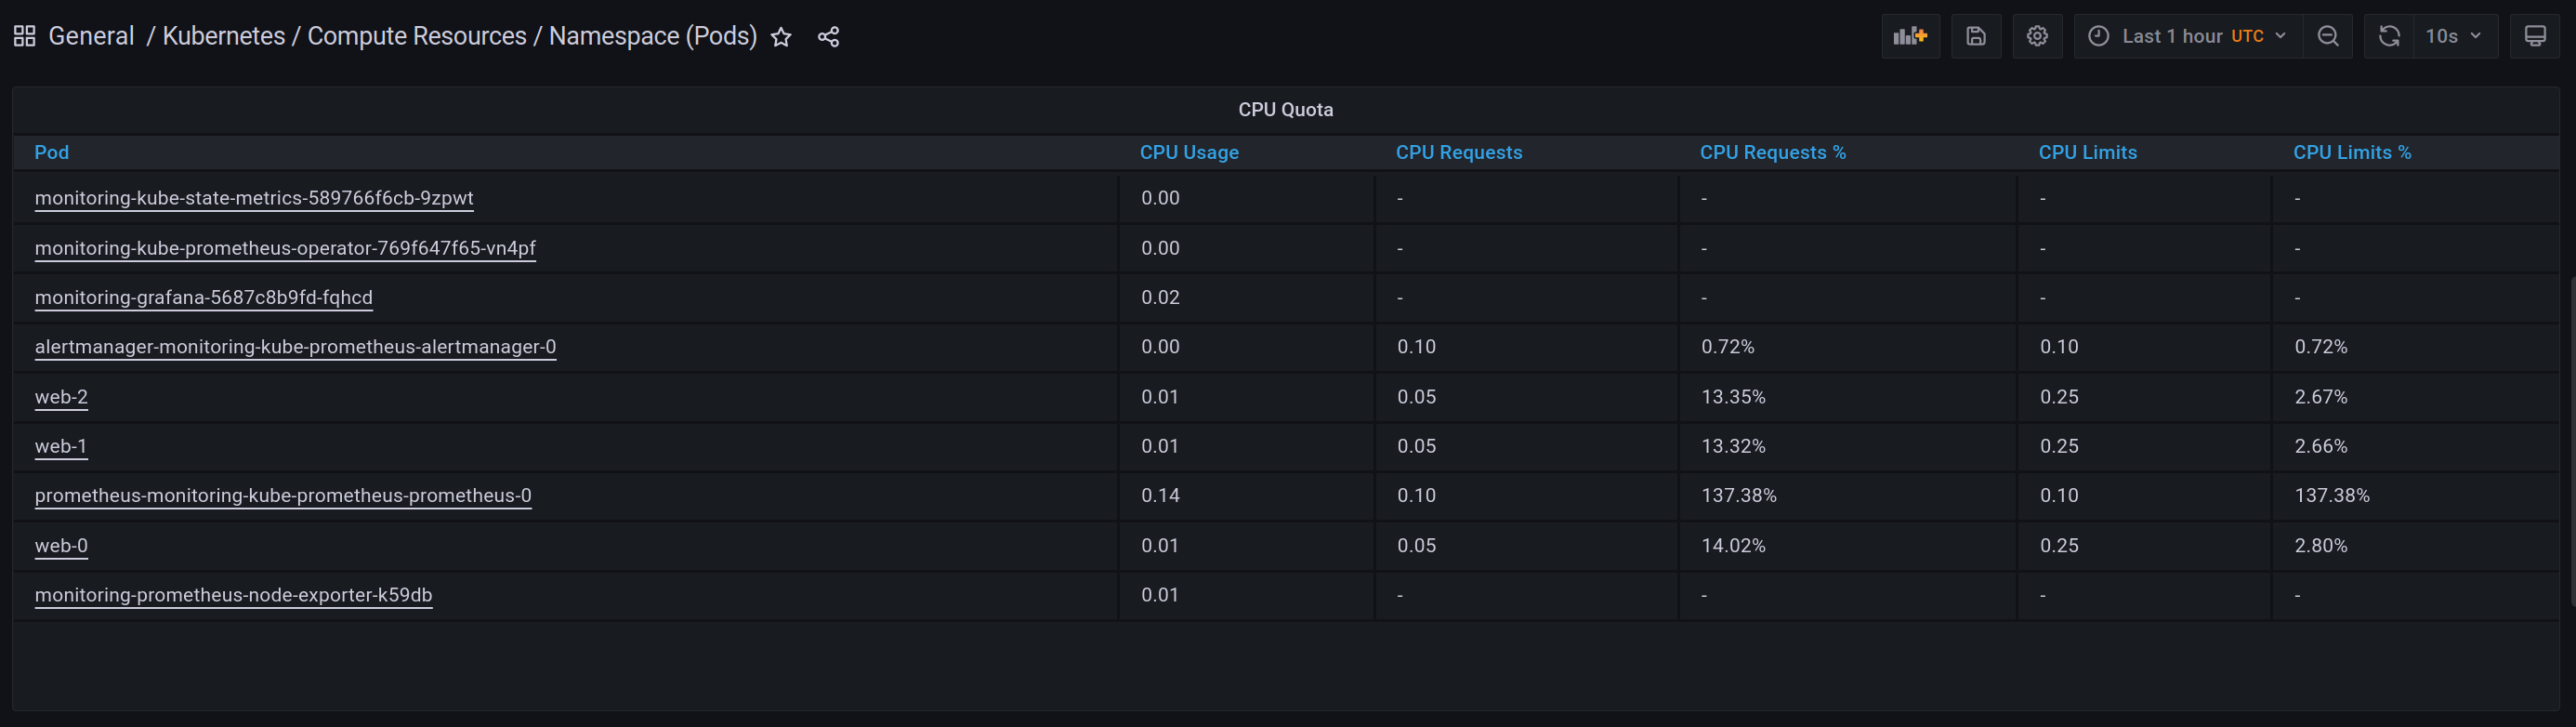 General / Kubernetes / Compute Resources / Namespace (Pods) Last 1 hour UTC 10s
CPU Quota
Pod CPU Usage CPU Requests CPU Requests % CPU Limits CPU Limits %
monitoring-kube-state-metrics-589766f6cb-9zpwt 0.00 - - - -
monitoring-kube-prometheus-operator-769f647f65-vn4pf 0.00 - - - -
monitoring-grafana-5687c8b9fd-fqhcd 0.02 - - - -
alertmanager-monitoring-kube-prometheus-alertmanager-0 0.00 0.10 0.72% 0.10 0.72%
web-2 0.01 0.05 13.35% 0.25 2.67%
web-1 0.01 0.05 13.32% 0.25 2.66%
prometheus-monitoring-kube-prometheus-prometheus-0 0.14 0.10 137.38% 0.10 137.38%
web-0 0.01 0.05 14.02% 0.25 2.80%
monitoring-prometheus-node-exporter-k59db 0.01 - - - -